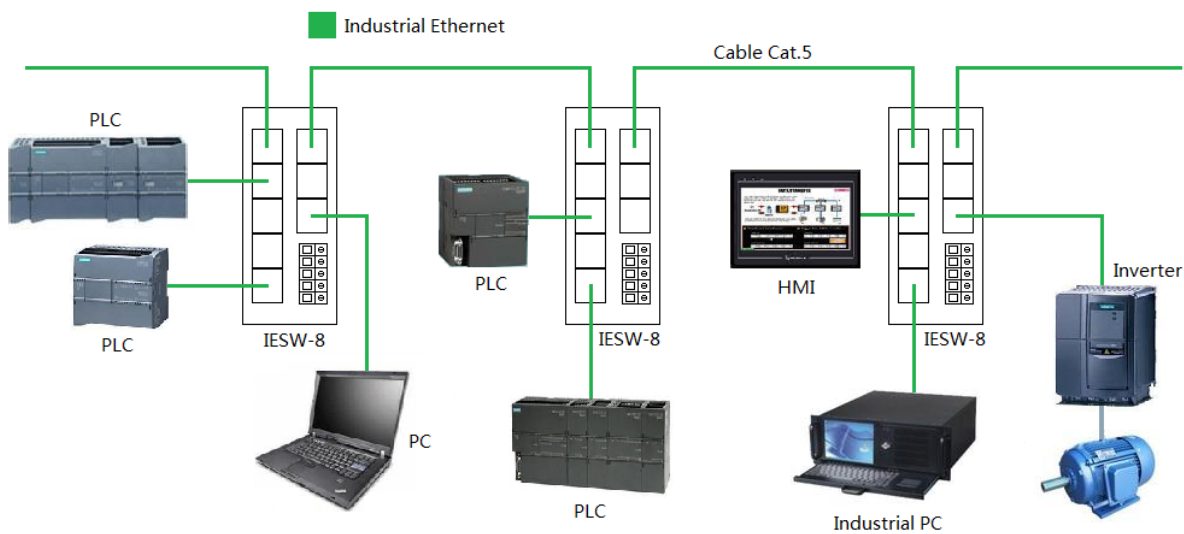 Industrial Ethernet
Cable Cat.5
PLC
PLC
IESW-8
PC
PLC
IESW-8
PLC
HMI
IESW-8
Inverter
Industrial PC